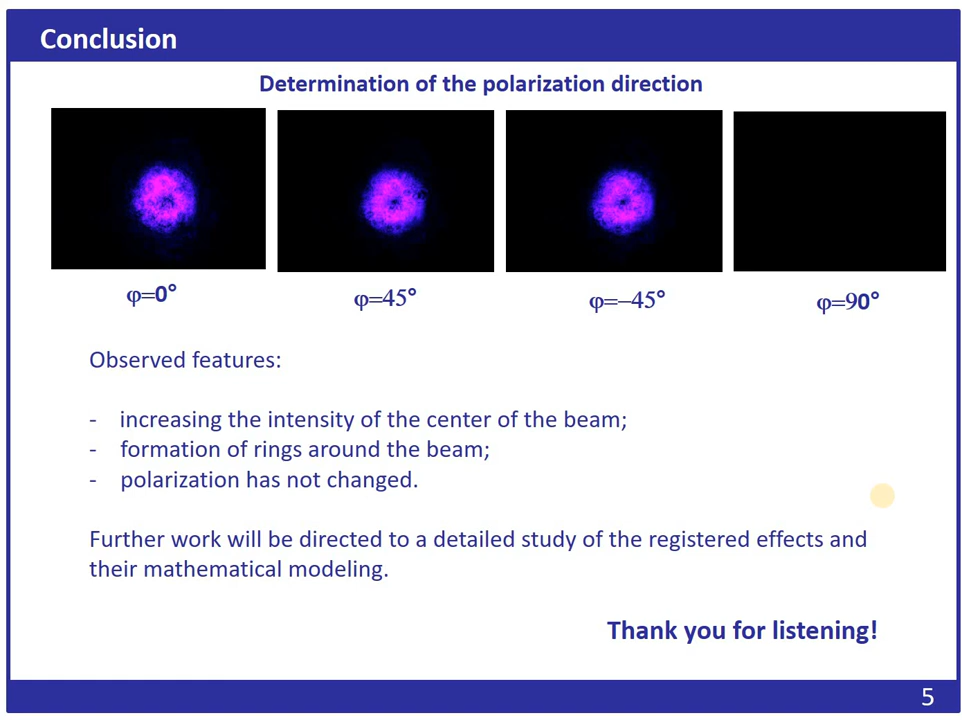 Conclusion
Determination of the polarization direction
φ=0°
φ=45°
φ=–45°
φ=90°
Observed features:
- increasing the intensity of the center of the beam;
- formation of rings around the beam;
- polarization has not changed.
Further work will be directed to a detailed study of the registered effects and
their mathematical modeling.
Thank you for listening!
5